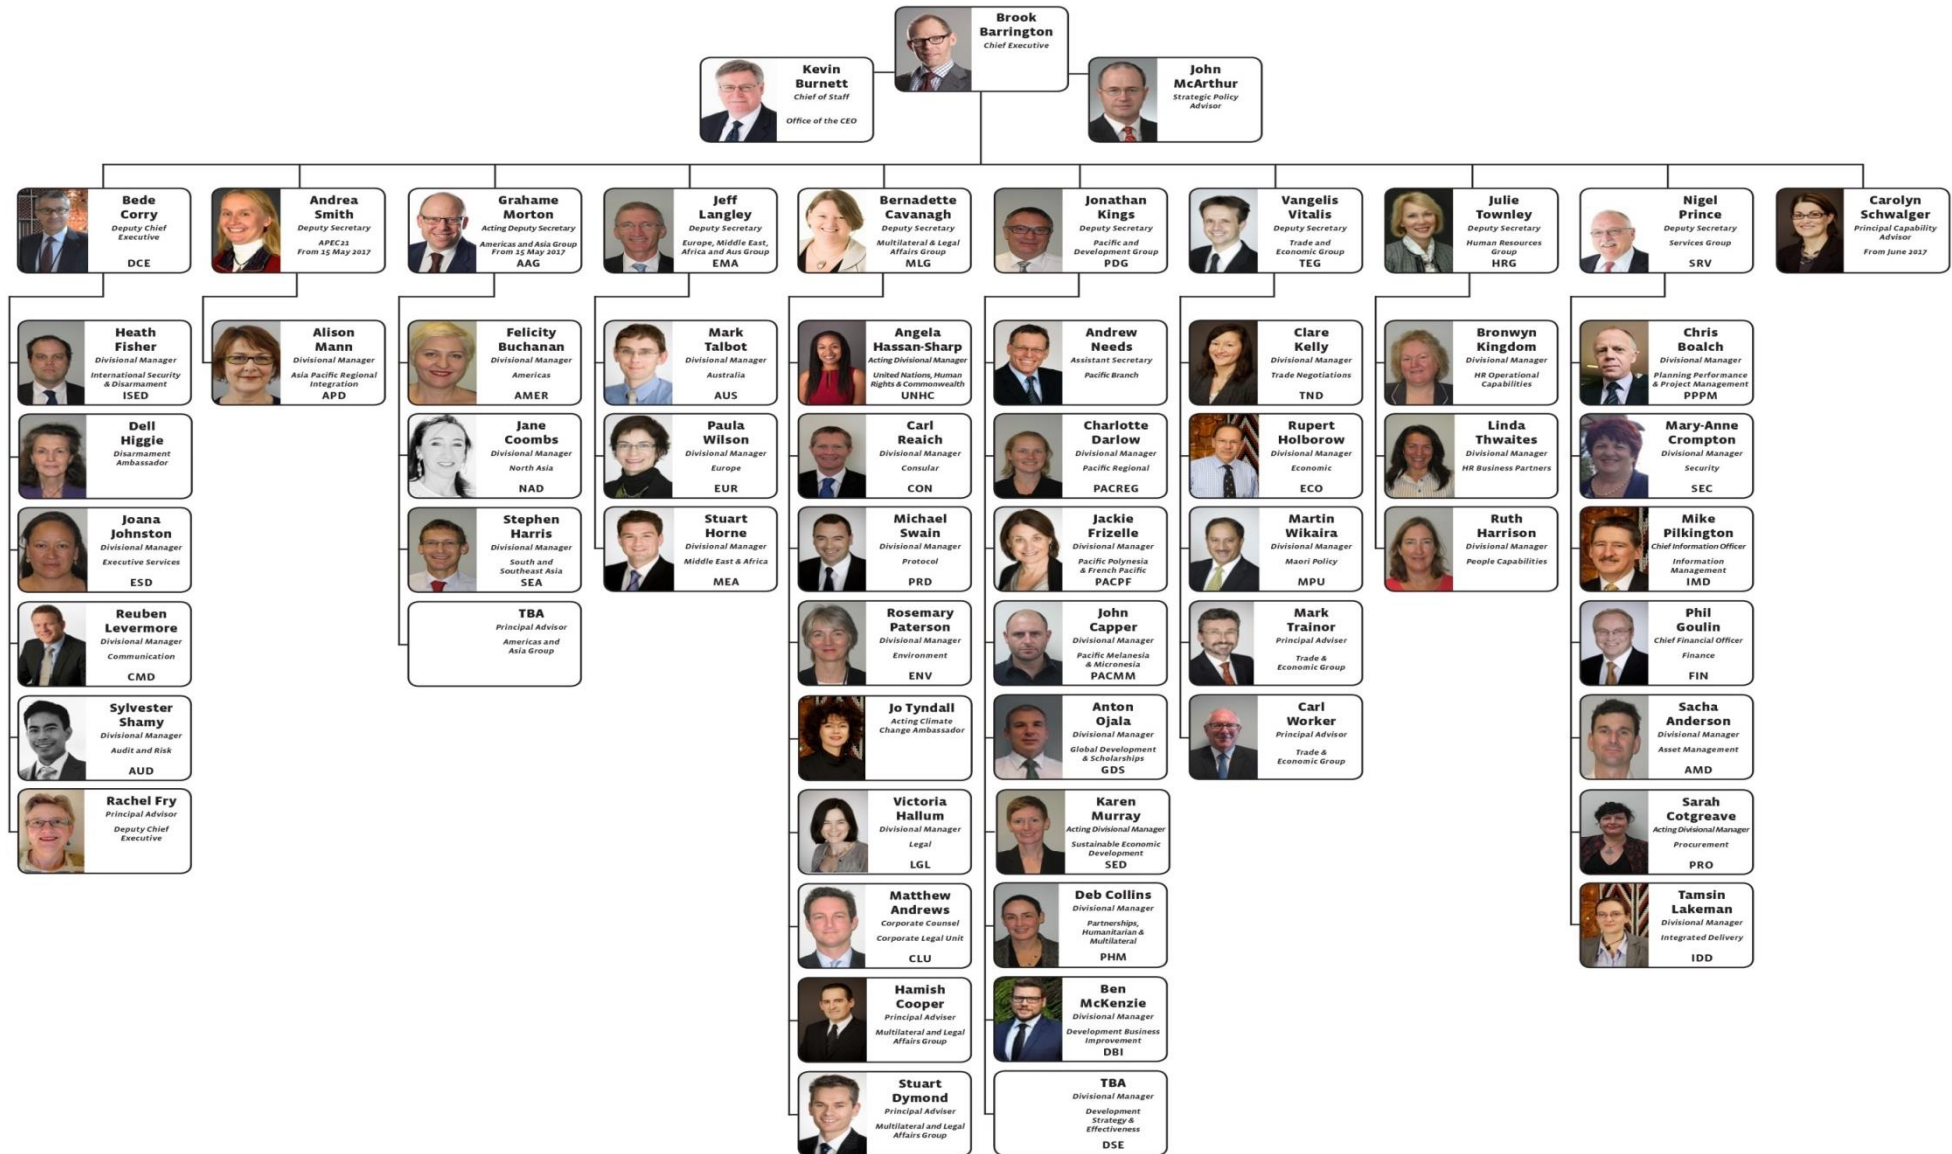 Brook
Barrington
Chief Executive
Kevin
Burnett
Chief of Staff
Office of the CEO
John
McArthur
Strategic Policy
Advisor
Bede
Corry
Deputy Chief
Executive
DCE
Andrea
Smith
Deputy Secretary
APEC21
From 15 May 2017
Grahame
Morton
Acting Deputy Secretary
Americas and Asia Group
From 15 May 2017
AAG
Jeff
Langley
Deputy Secretary
Europe, Middle East,
Africa and Aus Group
EMA
Bernadette
Cavanagh
Deputy Secretary
Multilateral & Legal
Affairs Group
MLG
Jonathan
Kings
Deputy Secretary
Pacific and
Development Group
PDG
Vangelis
Vitalis
Deputy Secretary
Trade and
Economic Group
TEG
Julie
Townley
Deputy Secretary
Human Resources
Group
HRG
Nigel
Prince
Deputy Secretary
Services Group
SRV
Carolyn
Schwalger
Principal Capability
Advisor
From June 2017
Heath
Fisher
Divisional Manager
International Security
& Disarmament
ISED
Dell
Higgie
Disarmament
Ambassador
Joana
Johnston
Divisional Manager
Executive Services
ESD
Reuben
Levermore
Divisional Manager
Communication
CMD
Sylvester
Shamy
Divisional Manager
Audit and Risk
AUD
Rachel Fry
Principal Advisor
Deputy Chief
Executive
Alison
Mann
Divisional Manager
Asia Pacific Regional
Integration
APD
Felicity
Buchanan
Divisional Manager
Americas
AMER
Jane
Coombs
Divisional Manager
North Asia
NAD
Stephen
Harris
Divisional Manager
South and
Southeast Asia
SEA
TBA
Principal Advisor
Americas and
Asia Group
Mark
Talbot
Divisional Manager
Australia
AUS
Paula
Wilson
Divisional Manager
Europe
EUR
Stuart
Horne
Divisional Manager
Middle East & Africa
MEA
Angela
Hassan-Sharp
Acting Divisional Manager
United Nations, Human
Rights & Commonwealth
UNHC
Carl
Reaich
Divisional Manager
Consular
CON
Michael
Swain
Divisional Manager
Protocol
PRD
Rosemary
Paterson
Divisional Manager
Environment
ENV
Jo Tyndall
Acting Climate
Change Ambassador
Victoria
Hallum
Divisional Manager
Legal
LGL
Matthew
Andrews
Corporate Counsel
Corporate Legal Unit
CLU
Hamish
Cooper
Principal Adviser
Multilateral and Legal
Affairs Group
Stuart
Dymond
Principal Adviser
Multilateral and Legal
Affairs Group
Andrew
Needs
Assistant Secretary
Pacific Branch
Charlotte
Darlow
Divisional Manager
Pacific Regional
PACREG
Jackie
Frizelle
Divisional Manager
Pacific Polynesia
& French Pacific
PACPF
John
Capper
Divisional Manager
Pacific Melanesia
& Micronesia
PACMM
Anton
Ojala
Divisional Manager
Global Development
& Scholarships
GDS
Karen
Murray
Acting Divisional Manager
Sustainable Economic
Development
SED
Deb Collins
Divisional Manager
Partnerships,
Humanitarian &
Multilateral
PHM
Ben
McKenzie
Divisional Manager
Development Business
Improvement
DBI
TBA
Divisional Manager
Development
Strategy &
Effectiveness
DSE
Clare
Kelly
Divisional Manager
Trade Negotiations
TND
Rupert
Holborow
Divisional Manager
Economic
ECO
Martin
Wikaira
Divisional Manager
Maori Policy
MPU
Mark
Trainor
Principal Adviser
Trade &
Economic Group
Carl
Worker
Principal Advisor
Trade &
Economic Group
Bronwyn
Kingdom
Divisional Manager
HR Operational
Capabilities
Linda
Thwaites
Divisional Manager
HR Business Partners
Ruth
Harrison
Divisional Manager
People Capabilities
Chris
Boalch
Divisional Manager
Planning Performance
& Project Management
PPPM
Mary-Anne
Crompton
Divisional Manager
Security
SEC
Mike
Pilkington
Chief Information Officer
Information
Management
IMD
Phil
Goulin
Chief Financial Officer
Finance
FIN
Sacha
Anderson
Divisional Manager
Asset Management
AMD
Sarah
Cotgreave
Acting Divisional Manager
Procurement
PRO
Tamsin
Lakeman
Divisional Manager
Integrated Delivery
IDD